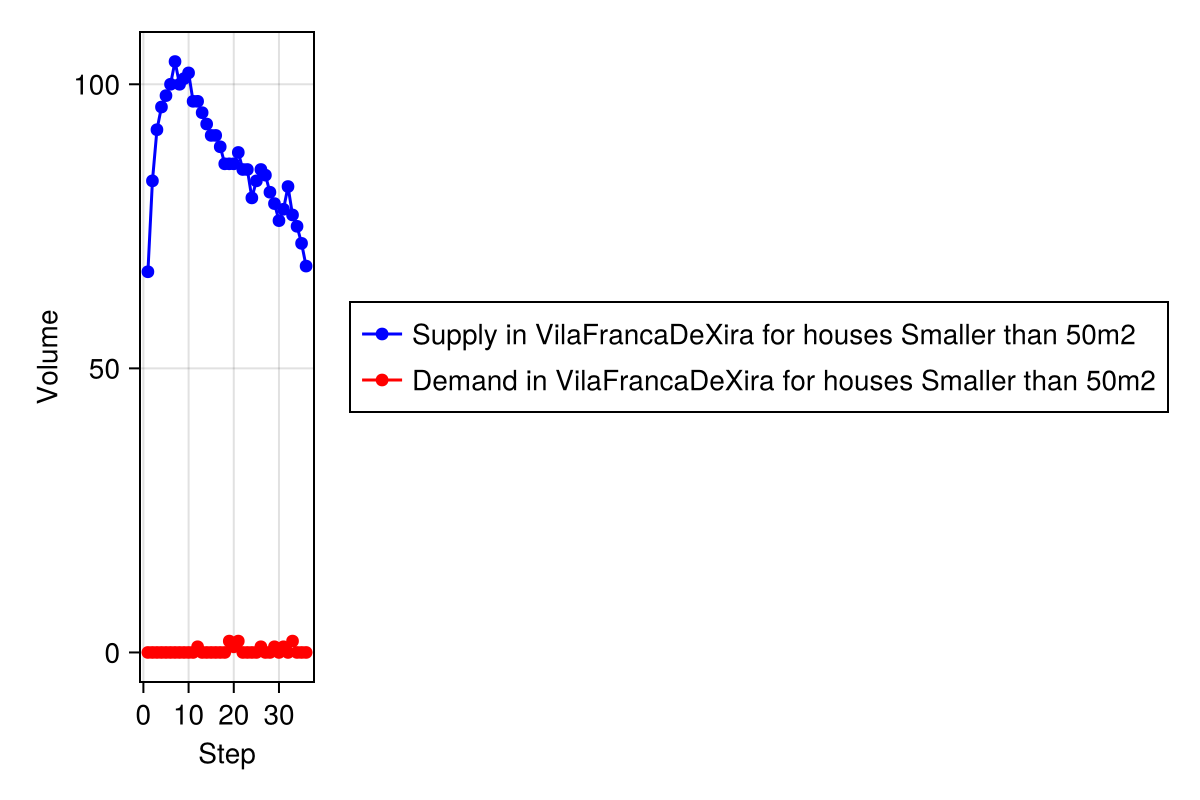 100
50
0
Volume
0 10 20 30
Step
Supply in VilaFrancaDeXira for houses Smaller than 50m2
Demand in VilaFrancaDeXira for houses Smaller than 50m2